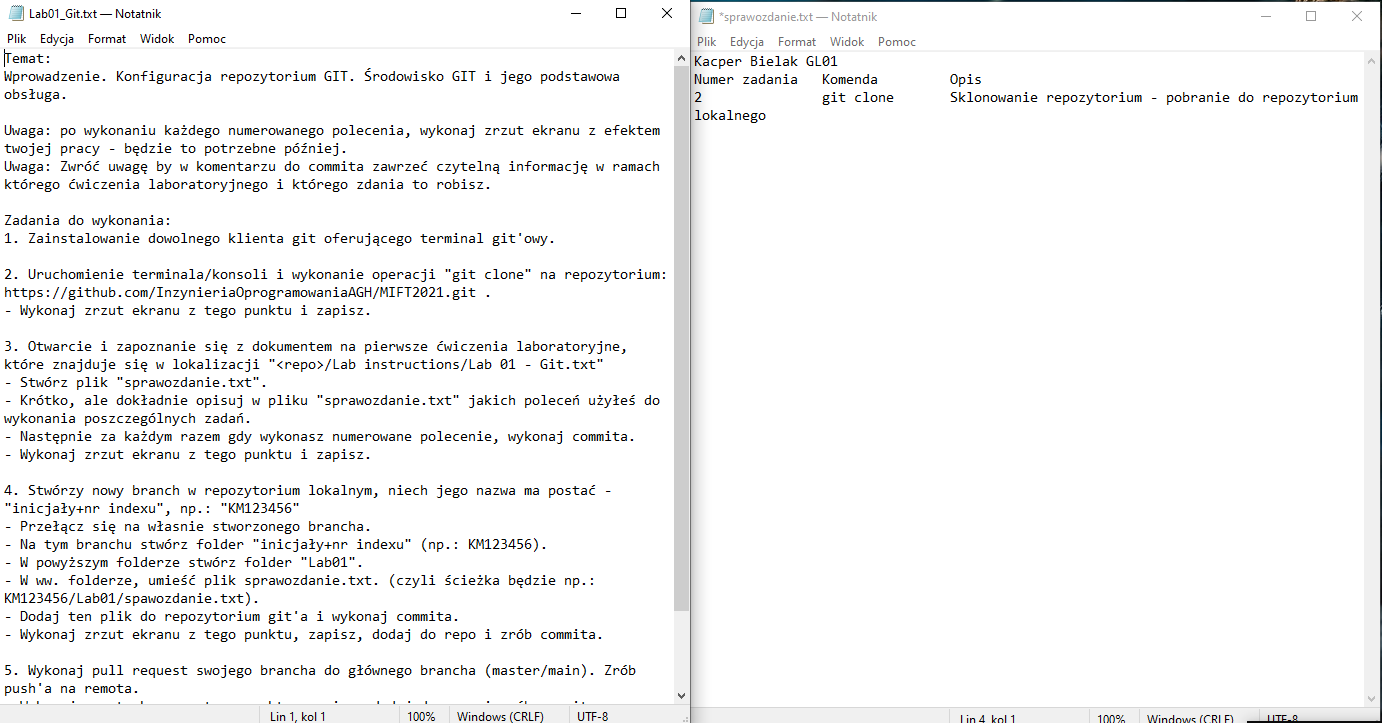 Lab01_Git.txt — Notatnik
Plik Edycja Format Widok Pomoc
Temat:
Wprowadzenie. Konfiguracja repozytorium GIT. Środowisko GIT i jego podstawowa
obsługa.
Uwaga: po wykonaniu każdego numerowanego polecenia, wykonaj zrzut ekranu z efektem
twojej pracy - będzie to potrzebne później.
Uwaga: Zwróć uwagę by w komentarzu do commita zawrzeć czytelną informację w ramach
którego ćwiczenia laboratoryjnego i którego zdania to robisz.
Zadania do wykonania:
1. Zainstalowanie dowolnego klienta git oferującego terminal git'owy.
2. Uruchomienie terminala/konsoli i wykonanie operacji "git clone" na repozytorium:
https://github.com/InzynieriaOprogramowaniaAGH/MIFT2021.git .
- Wykonaj zrzut ekranu z tego punktu i zapisz.
3. Otwarcie i zapoznanie się z dokumentem na pierwsze ćwiczenia laboratoryjne,
które znajduje się w lokalizacji "<repo>/Lab instructions/Lab 01 - Git.txt"
- Stwórz plik "sprawozdanie.txt".
- Krótko, ale dokładnie opisuj w pliku "sprawozdanie.txt" jakich poleceń użyłeś do
wykonania poszczególnych zadań.
- Następnie za każdym razem gdy wykonasz numerowane polecenie, wykonaj commita.
- Wykonaj zrzut ekranu z tego punktu i zapisz.
4. Stwórzy nowy branch w repozytorium lokalnym, niech jego nazwa ma postać -
"inicjały+nr indexu", np.: "KM123456"
- Przełącz się na własnie stworzonego brancha.
- Na tym branchu stwórz folder "inicjały+nr indexu" (np.: KM123456).
- W powyższym folderze stwórz folder "Lab01".
- W ww. folderze, umieść plik sprawozdanie.txt. (czyli ścieżka będzie np.:
KM123456/Lab01/spawozdanie.txt).
- Dodaj ten plik do repozytorium git'a i wykonaj commita.
- Wykonaj zrzut ekranu z tego punktu, zapisz, dodaj do repo i zrób commita.
5. Wykonaj pull request swojego brancha do głównego brancha (master/main). Zrób
push'a na remota.
Lin 1, kol 1 100% Windows (CRLF) UTF-8
*sprawozdanie.txt — Notatnik
Plik Edycja Format Widok Pomoc
Kacper Bielak GL01
Numer zadania Komenda Opis
2 git clone Sklonowanie repozytorium - pobranie do repozytorium
lokalnego
Lin 4, kol 1 100% Windows (CRLF) UTF-8